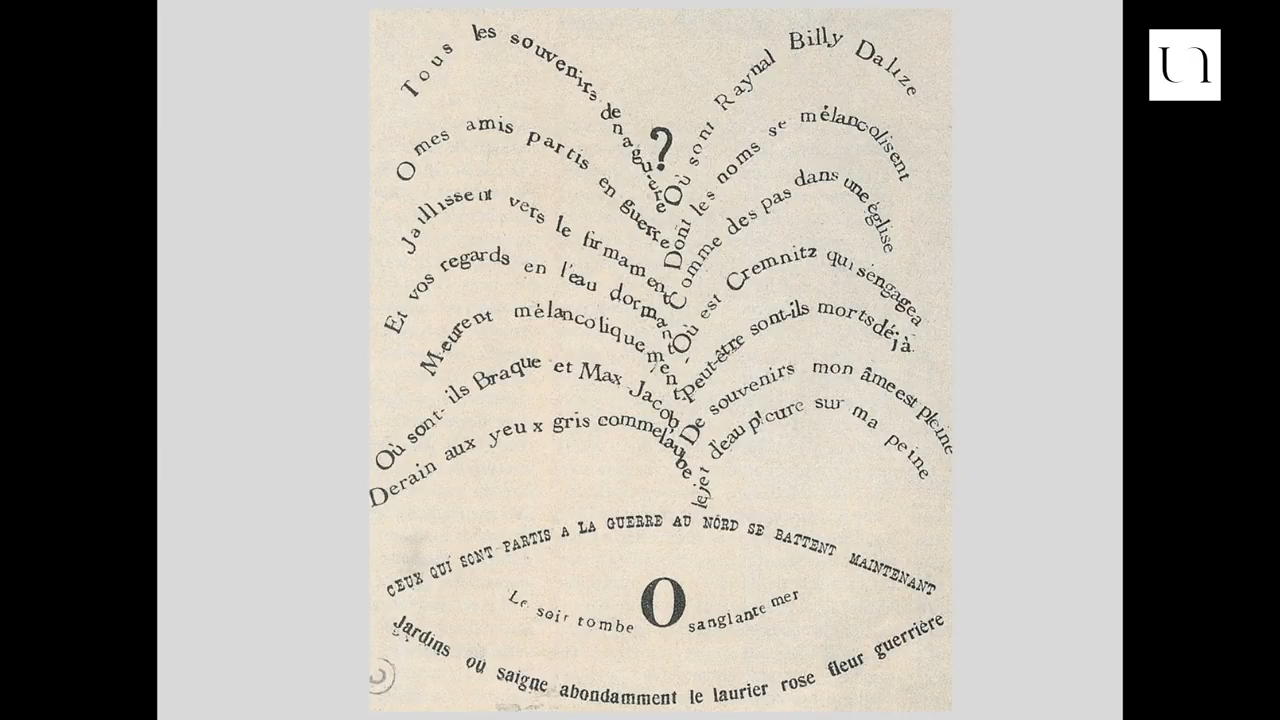 Tous les souvenirs de naguère
O mes amis partis en guerre
Jaillissent vers le firmament
Et vos regards en l'eau dormant
Meurent mélancoliquement
Où sont-ils Braque et Max Jacob
Derain aux yeux gris comme l'aube
?
Où sont Raynal Billy Dalize
Dont les noms se mélancolisent
Comme des pas dans une église
Où est Cremnitz qui s'engagea
Peut-être sont-ils morts déjà
De souvenirs mon âme est pleine
le jet d'eau pleure sur ma peine
CEUX QUI SONT PARTIS A LA GUERRE AU NORD SE BATTENT MAINTENANT
Le soir tombe O sanglante mer
Jardins où saigne abondamment le laurier rose fleur guerrière